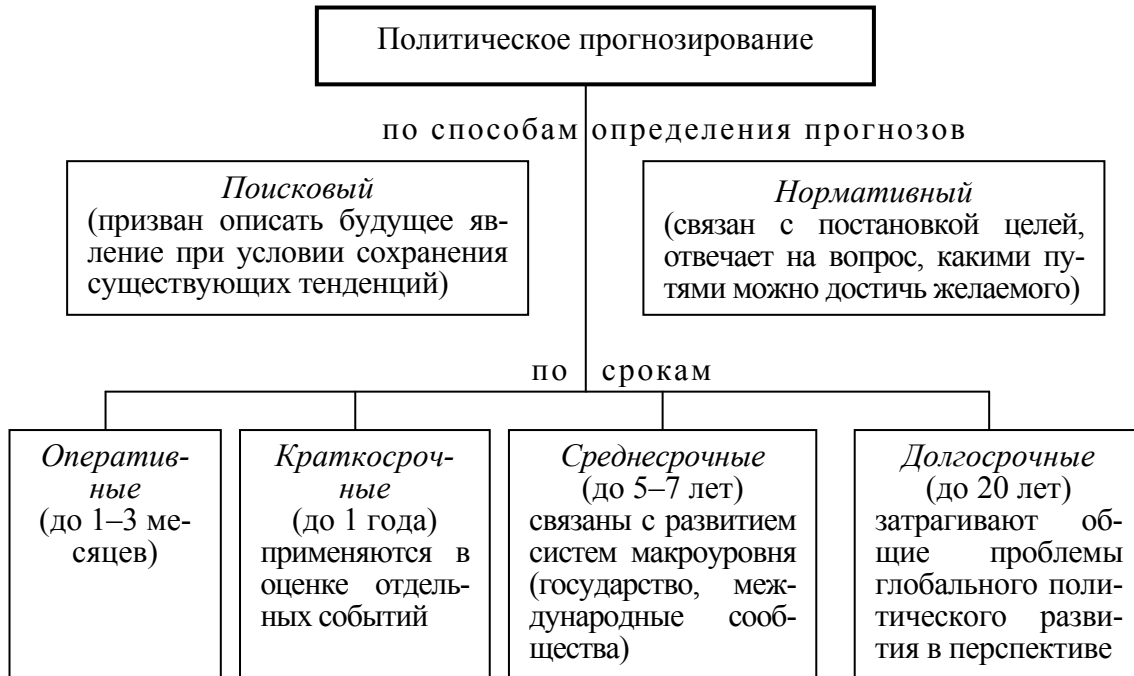 Политическое прогнозирование
по способам определения прогнозов
Поисковый
(призван описать будущее яв-
ление при условии сохранения
существующих тенденций)
Нормативный
(связан с постановкой целей,
отвечает на вопрос, какими пу-
тями можно достичь желаемого)
по срокам
Оператив-
ные
(до 1–3 ме-
сяцев)
Краткосроч-
ные
(до 1 года)
применяются в
оценке отдель-
ных событий
Среднесрочные
(до 5–7 лет)
связаны с развитием
систем макроуровня
(государство, меж-
дународные сооб-
щества)
Долгосрочные
(до 20 лет)
затрагивают об-
щие проблемы
глобального поли-
тического разви-
тия в перспективе